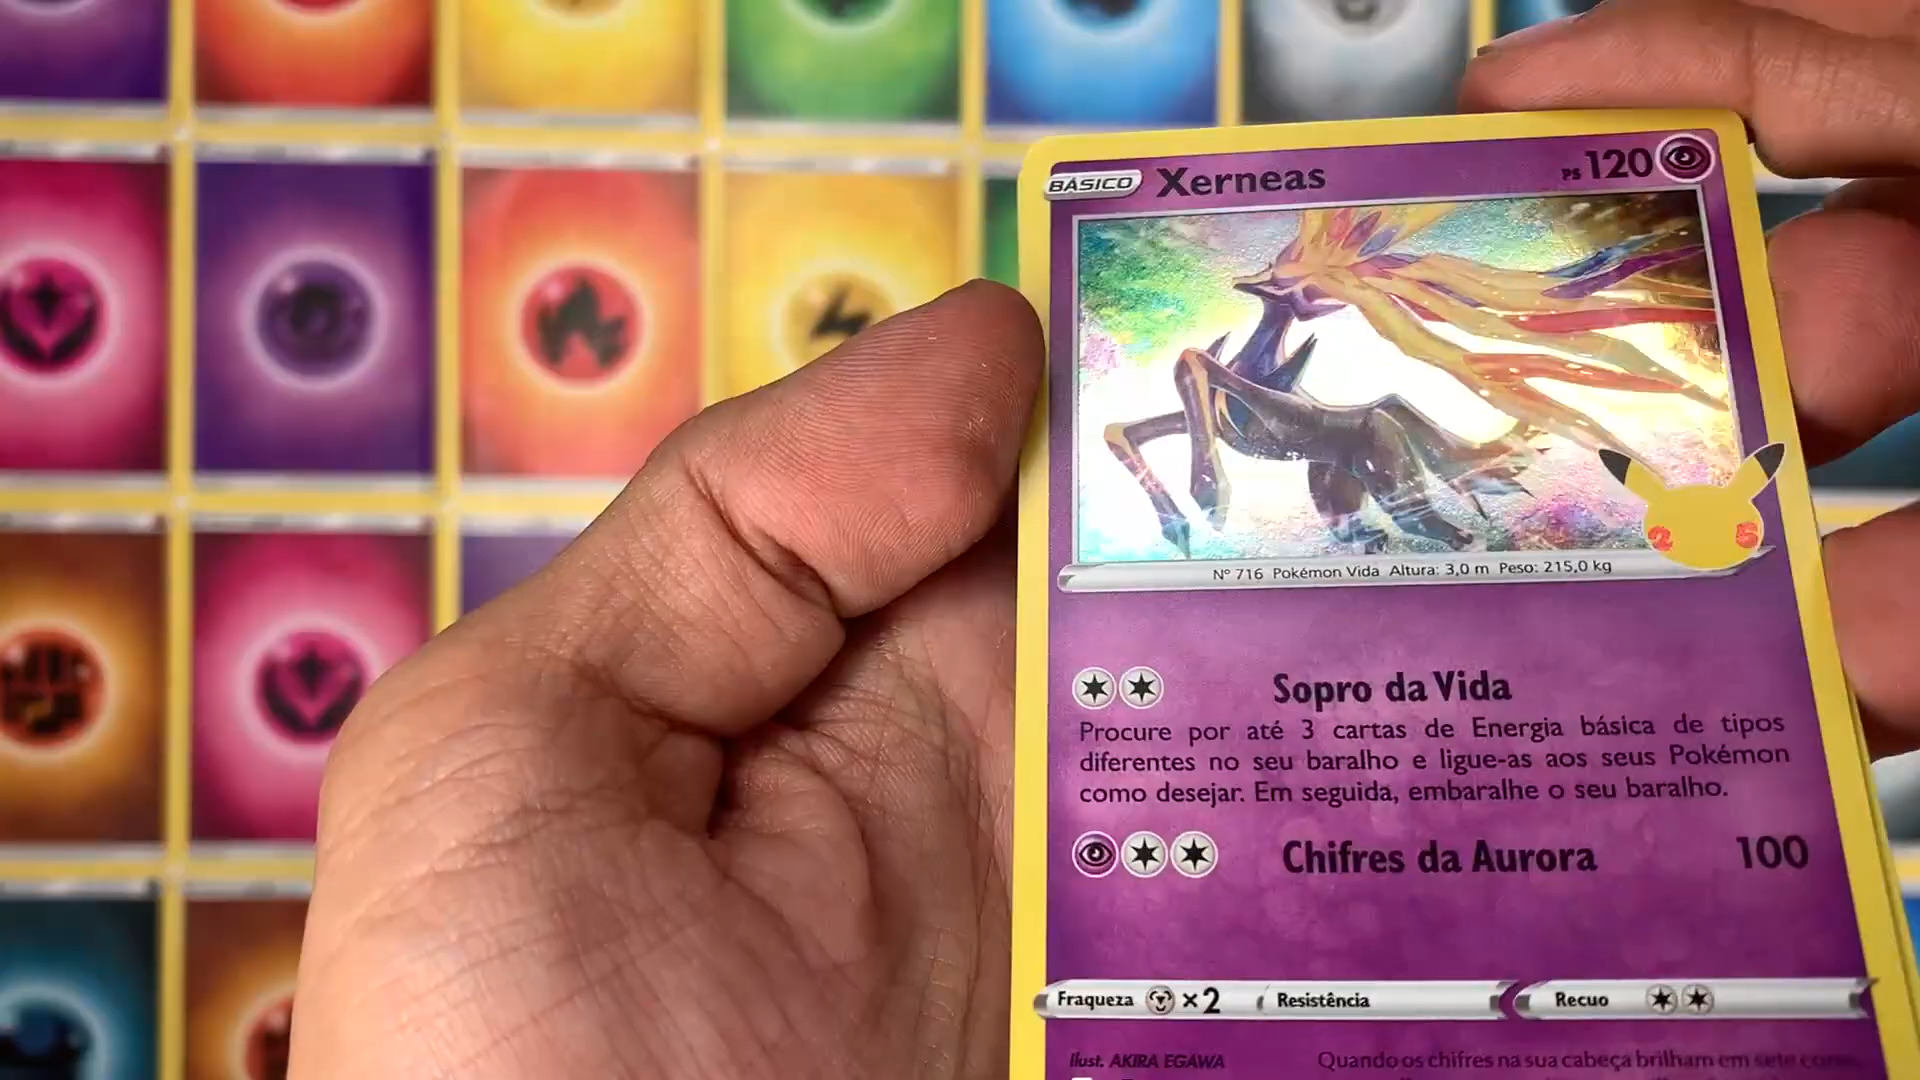 BÁSICO Xerneas PS 120
Nº 716 Pokémon Vida Altura: 3,0 m Peso: 215,0 kg
25
Sopro da Vida
Procure por até 3 cartas de Energia básica de tipos
diferentes no seu baralho e ligue-as aos seus Pokémon
como desejar. Em seguida, embaralhe o seu baralho.
Chifres da Aurora 100
Fraqueza ×2 Resistência Recuo
Ilust. AKIRA EGAWA
Quando os chifres na sua cabeça brilham em sete